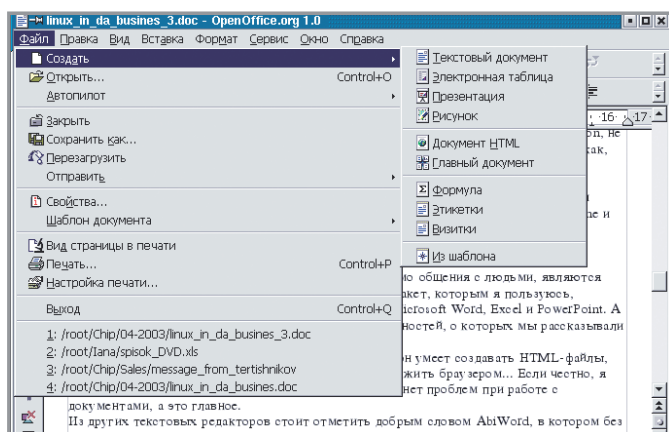 linux_in_da_busines_3.doc - OpenOffice.org 1.0
Файл Правка Вид Вставка Формат Сервис Окно Справка
Создать
Открыть... Control+O
Автопилот
Закрыть
Сохранить как...
Перезагрузить
Отправить
Свойства...
Шаблон документа
Вид страницы в печати
Печать... Control+P
Настройка печати...
Выход Control+Q
1: /root/Chip/04-2003/linux_in_da_busines_3.doc
2: /root/Iana/spisok_DVD.xls
3: /root/Chip/Sales/message_from_tertishnikov
4: /root/Chip/04-2003/linux_in_da_busines.doc
Текстовый документ
Электронная таблица
Презентация
Рисунок
Документ HTML
Главный документ
Формула
Этикетки
Визитки
Из шаблона
16 17
не
как,
пе и
мо общения с людьми, являются
акет, которым я пользуюсь,
icrosoft Word, Excel и PowerPoint. А
ностей, о которых мы рассказывали
н умеет создавать HTML-файлы,
жить браузером... Если честно, я
нет проблем при работе с
документами, а это главное.
Из других текстовых редакторов стоит отметить добрым словом AbiWord, в котором без